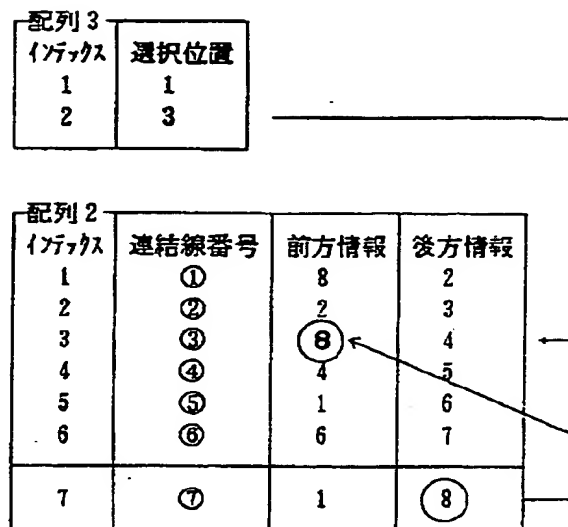 配列3
インデックス 選択位置
1 1
2 3
配列2
インデックス 連結線番号 前方情報 後方情報
1 ① 8 2
2 ② 2 3
3 ③ 8 4
4 ④ 4 5
5 ⑤ 1 6
6 ⑥ 6 7
7 ⑦ 1 8